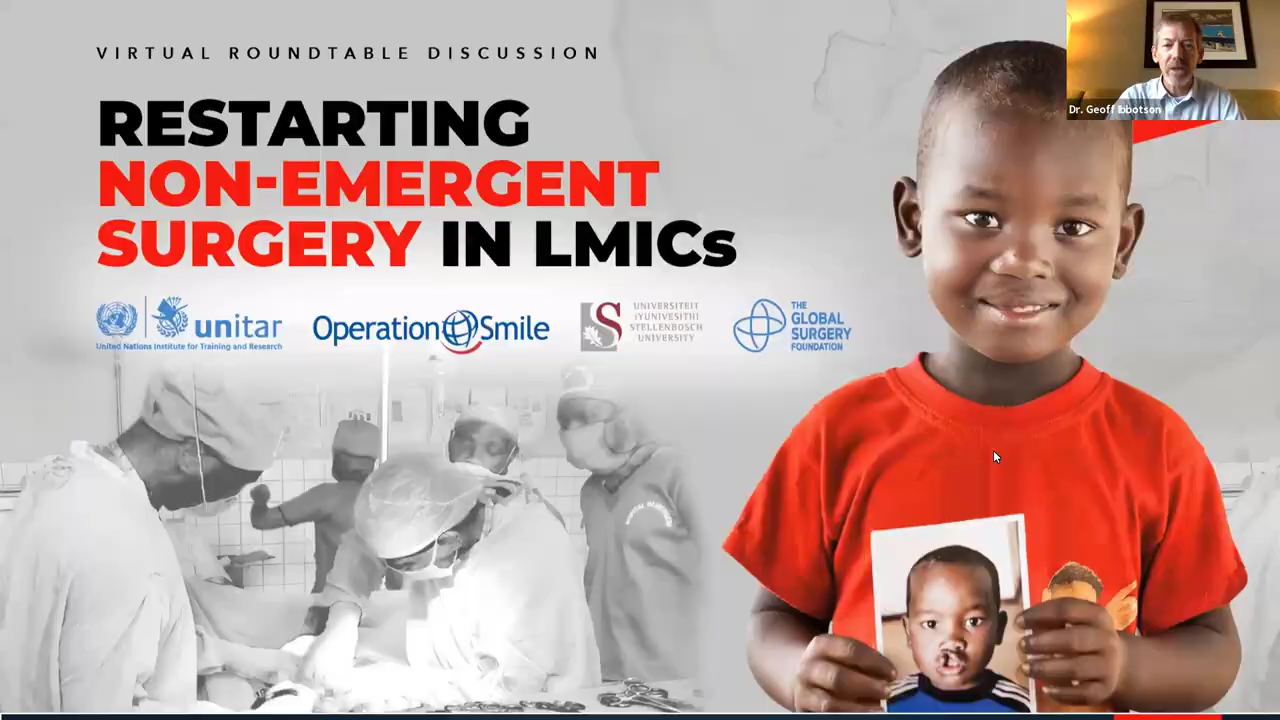 VIRTUAL ROUNDTABLE DISCUSSION
RESTARTING
NON-EMERGENT
SURGERY IN LMICs
unitar
United Nations Institute for Training and Research
Operation Smile
UNIVERSITEIT
iYUNIVESITHI
STELLENBOSCH
UNIVERSITY
THE
GLOBAL
SURGERY
FOUNDATION
Dr. Geoff Ibbotson